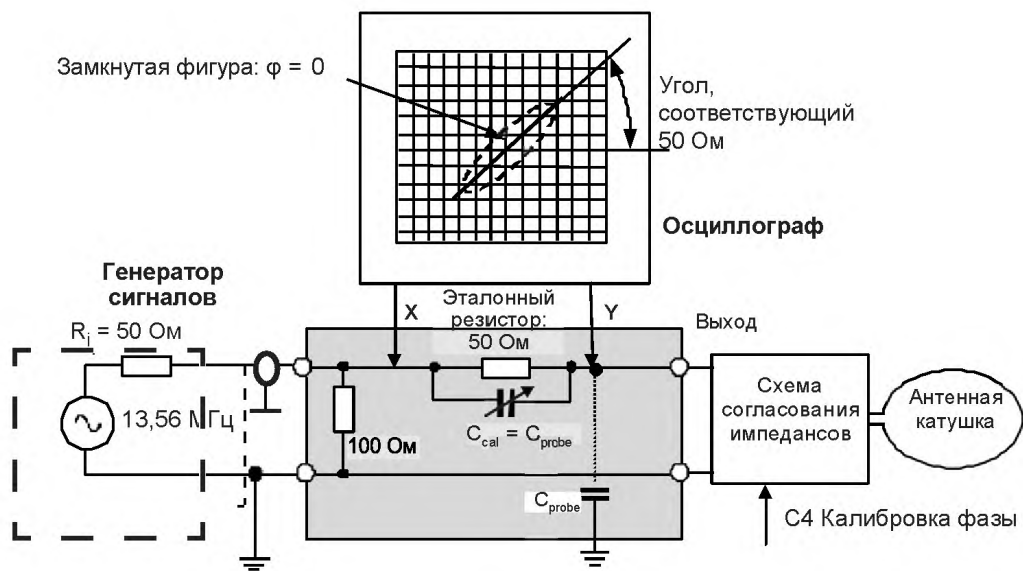 Замкнутая фигура: φ = 0
Угол,
соответствующий
50 Ом
Осциллограф
Генератор
сигналов
R_i = 50 Ом
X
Эталонный
резистор:
50 Ом
Y
Выход
13,56 МГц
100 Ом
C_cal = C_probe
C_probe
Схема
согласования
импедансов
Антенная
катушка
C4 Калибровка фазы